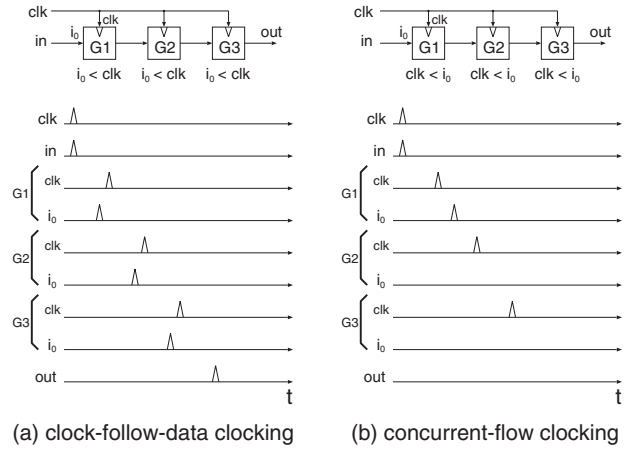 clk
i₀
clk
in
G1
G2
G3
out
i₀ < clk
i₀ < clk
i₀ < clk
clk
in
G1
clk
i₀
G2
clk
i₀
G3
clk
i₀
out
t
(a) clock-follow-data clocking
clk
i₀
clk
in
G1
G2
G3
out
clk < i₀
clk < i₀
clk < i₀
clk
in
G1
clk
i₀
G2
clk
i₀
G3
clk
i₀
out
t
(b) concurrent-flow clocking